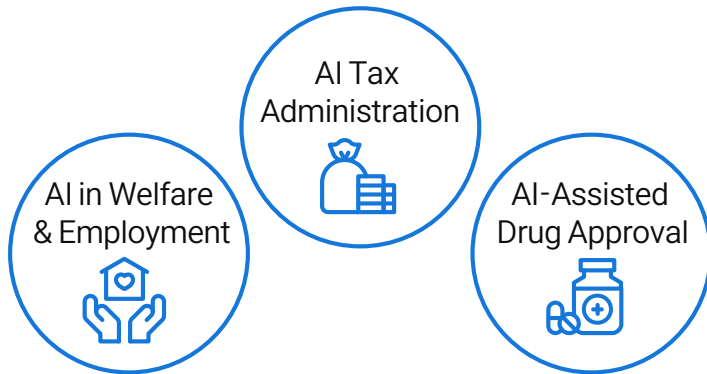 AI Tax
Administration
AI in Welfare
& Employment
AI-Assisted
Drug Approval